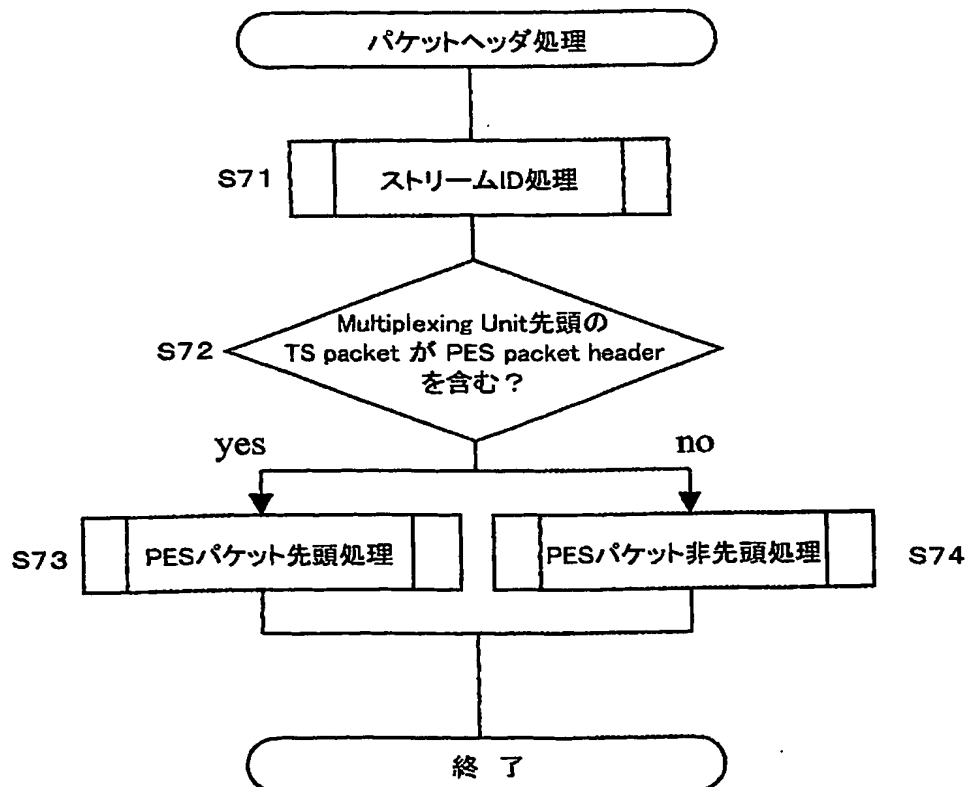 パケットヘッダ処理
S71
ストリームID処理
S72
Multiplexing Unit先頭の
TS packet が PES packet header
を含む？
yes
no
S73
PESパケット先頭処理
PESパケット非先頭処理
S74
終 了